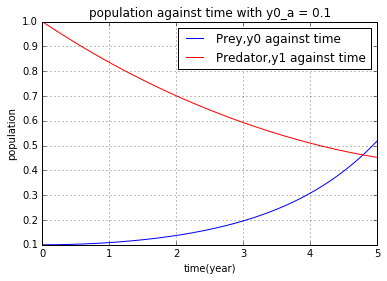 population against time with y0_a = 0.1
Prey,y0 against time
Predator,y1 against time
population
1.0
0.9
0.8
0.7
0.6
0.5
0.4
0.3
0.2
0.1
0 1 2 3 4 5
time(year)